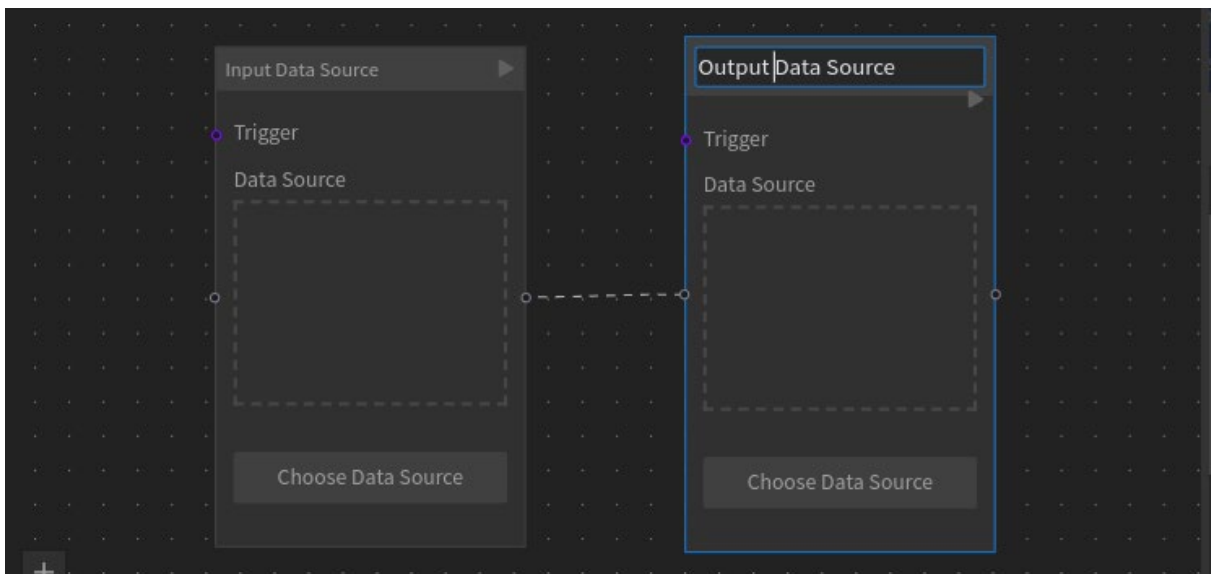 Input Data Source
Trigger
Data Source
Choose Data Source
Output Data Source
Trigger
Data Source
Choose Data Source